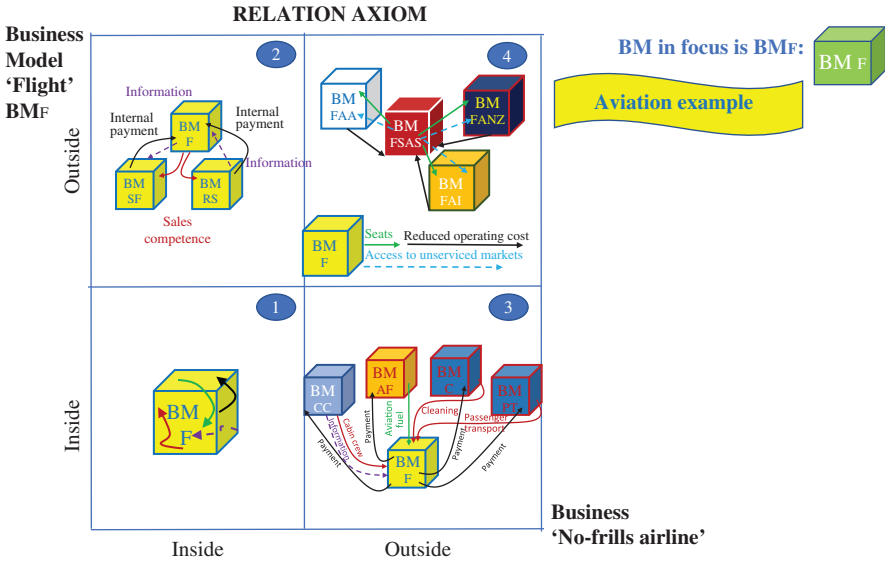 RELATION AXIOM
Business
Model
‘Flight’
BMF
BM in focus is BMF:
BM F
Aviation example
Outside
Inside
2
Information
Internal
payment
Internal
payment
BM
F
Information
BM
SF
BM
RS
Sales
competence
4
BM
FAA
BM
FSAS
BM
FANZ
BM
FAI
BM
F
Seats
Reduced operating cost
Access to unserviced markets
1
BM
F
3
BM
CC
BM
AF
BM
C
BM
PT
Cleaning
Passenger
transport
Aviation
fuel
Cabin crew
Information
Payment
Payment
Payment
Payment
BM
F
Inside
Outside
Business
‘No-frills airline’